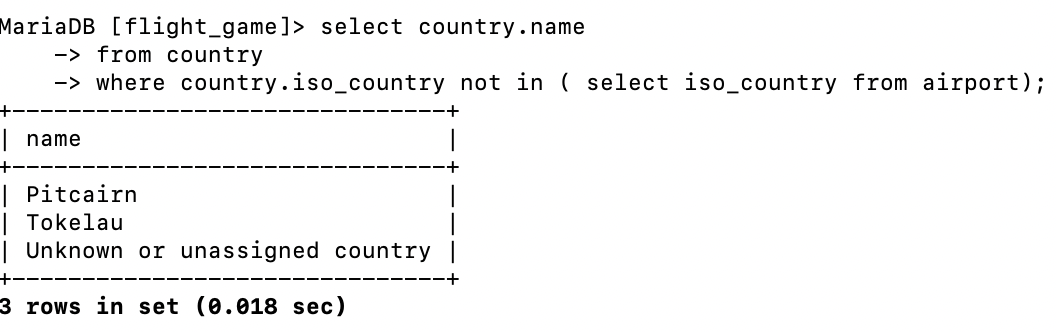 MariaDB [flight_game]> select country.name
    -> from country
    -> where country.iso_country not in ( select iso_country from airport);
+-------------------------------+
| name                          |
+-------------------------------+
| Pitcairn                      |
| Tokelau                       |
| Unknown or unassigned country |
+-------------------------------+
3 rows in set (0.018 sec)